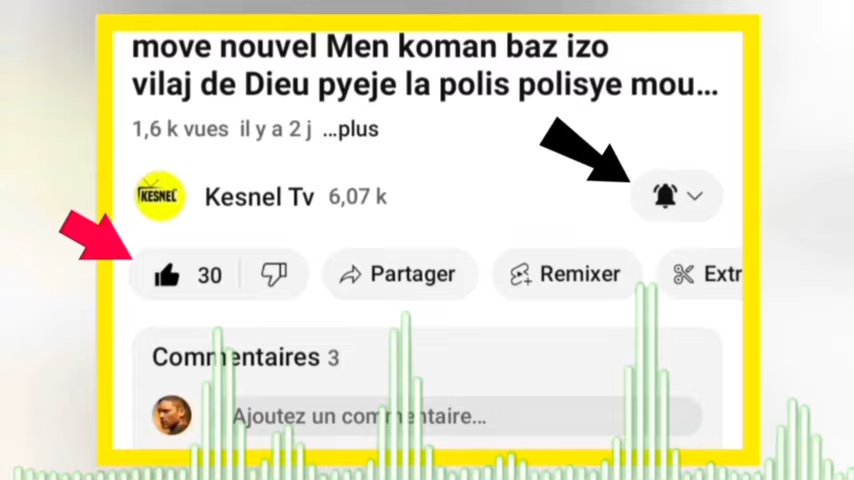 move nouvel Men koman baz izo
vilaj de Dieu pyeje la polis polisye mou...
1,6 k vues il y a 2 j ...plus
KESNEL
Kesnel Tv 6,07 k
30
Partager
Remixer
Extr
Commentaires 3
Ajoutez un commentaire...